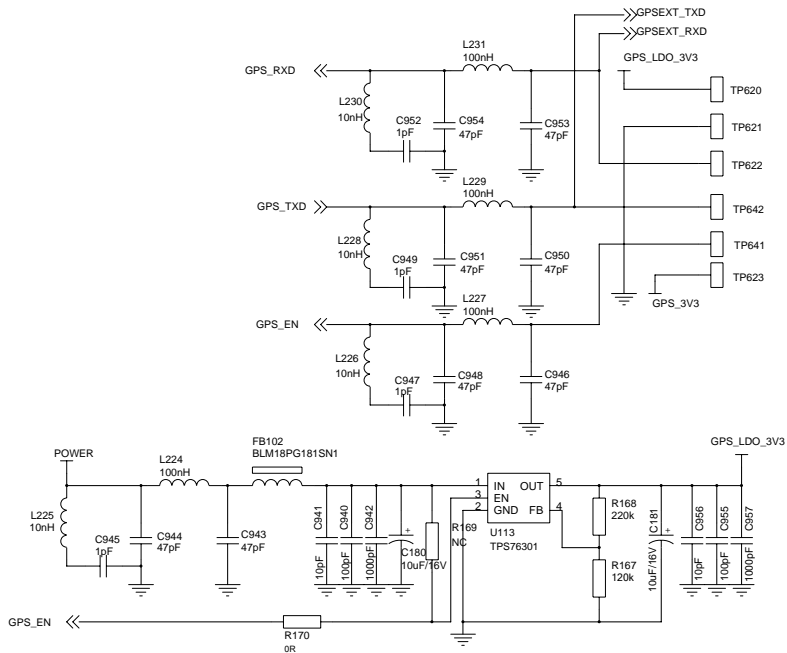 GPSEXT_TXD
GPSEXT_RXD
L231
100nH
GPS_LDO_3V3
GPS_RXD
L230
10nH
C952
1pF
C954
47pF
C953
47pF
TP620
TP621
TP622
L229
100nH
GPS_TXD
TP642
L228
10nH
C949
1pF
C951
47pF
C950
47pF
TP641
TP623
L227
100nH
GPS_3V3
GPS_EN
L226
10nH
C947
1pF
C948
47pF
C946
47pF
FB102
BLM18PG181SN1
POWER
L224
100nH
GPS_LDO_3V3
L225
10nH
C945
1pF
C944
47pF
C943
47pF
C941
10pF
C940
100pF
C942
1000pF
+
C180
10uF/16V
R169
NC
1
3
2
IN
EN
GND
OUT
FB
5
4
U113
TPS76301
R168
220k
R167
120k
C181
10uF/16V
+
C956
10pF
C955
100pF
C957
1000pF
GPS_EN
R170
0R